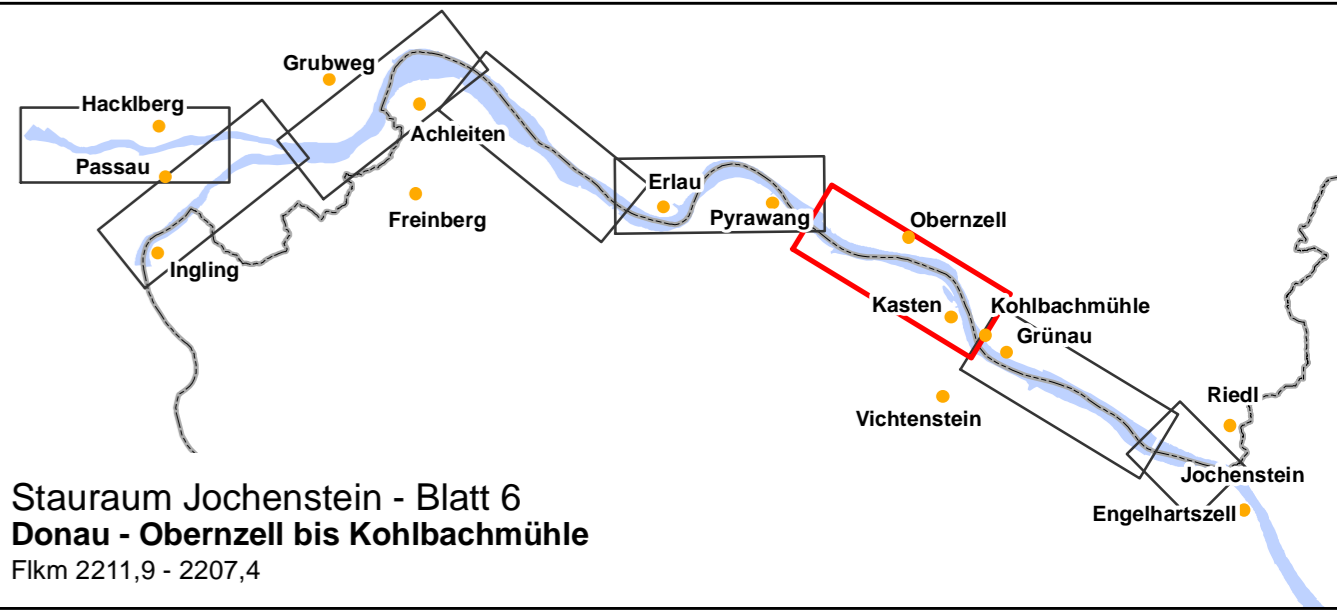 Grubweg
Hacklberg
Achleiten
Passau
Erlau
Freinberg
Pyrawang
Obernzell
Ingling
Kasten
Kohlbachmühle
Grünau
Riedl
Vichtenstein
Jochenstein
Engelhartszell
Stauraum Jochenstein - Blatt 6
Donau - Obernzell bis Kohlbachmühle
Flkm 2211,9 - 2207,4